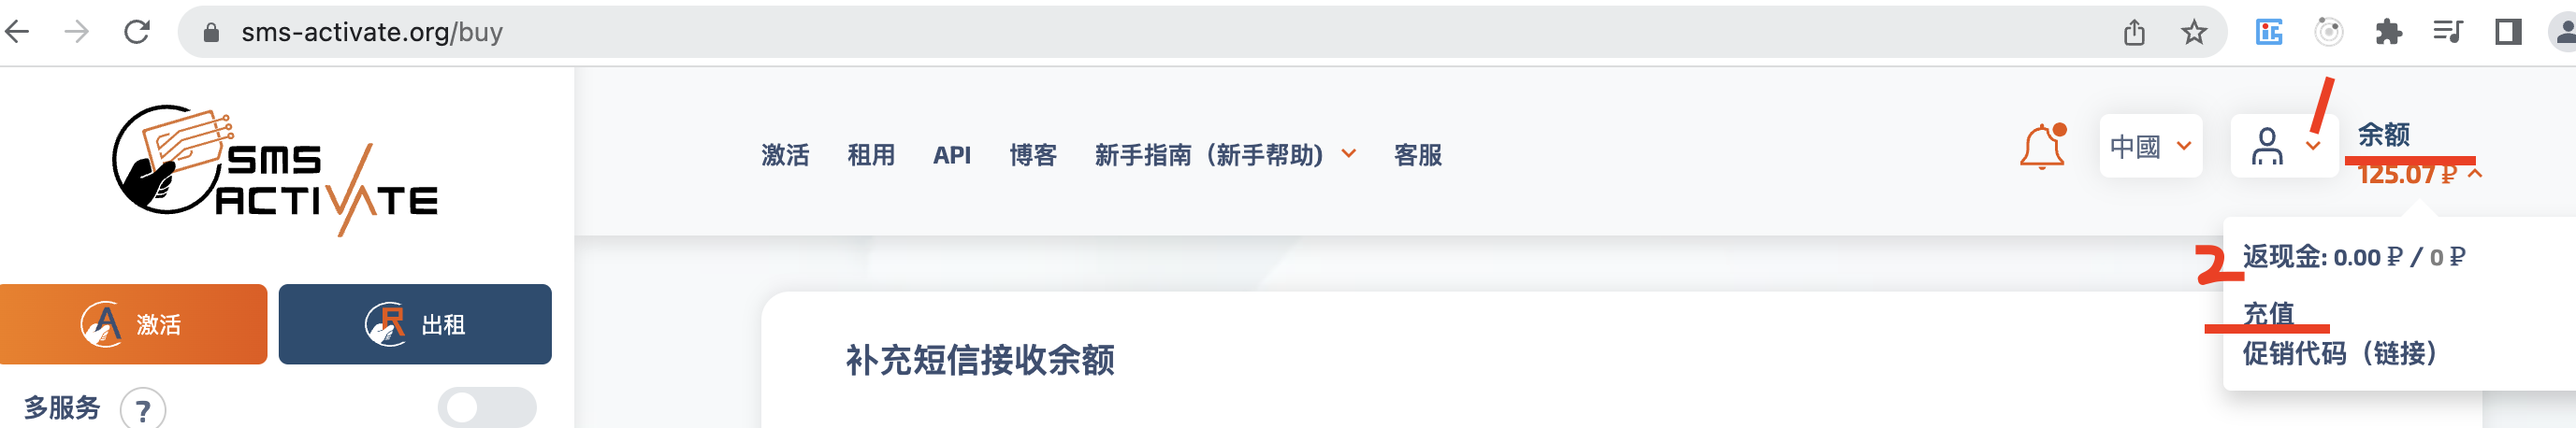 sms-activate.org/buy
SMS
ACTIVATE
激活 租用 API 博客 新手指南（新手帮助) 客服
中國
1
余额
125.07 ₽
2
返现金: 0.00 ₽ / 0 ₽
充值
促销代码（链接）
A 激活
R 出租
补充短信接收余额
多服务 ?